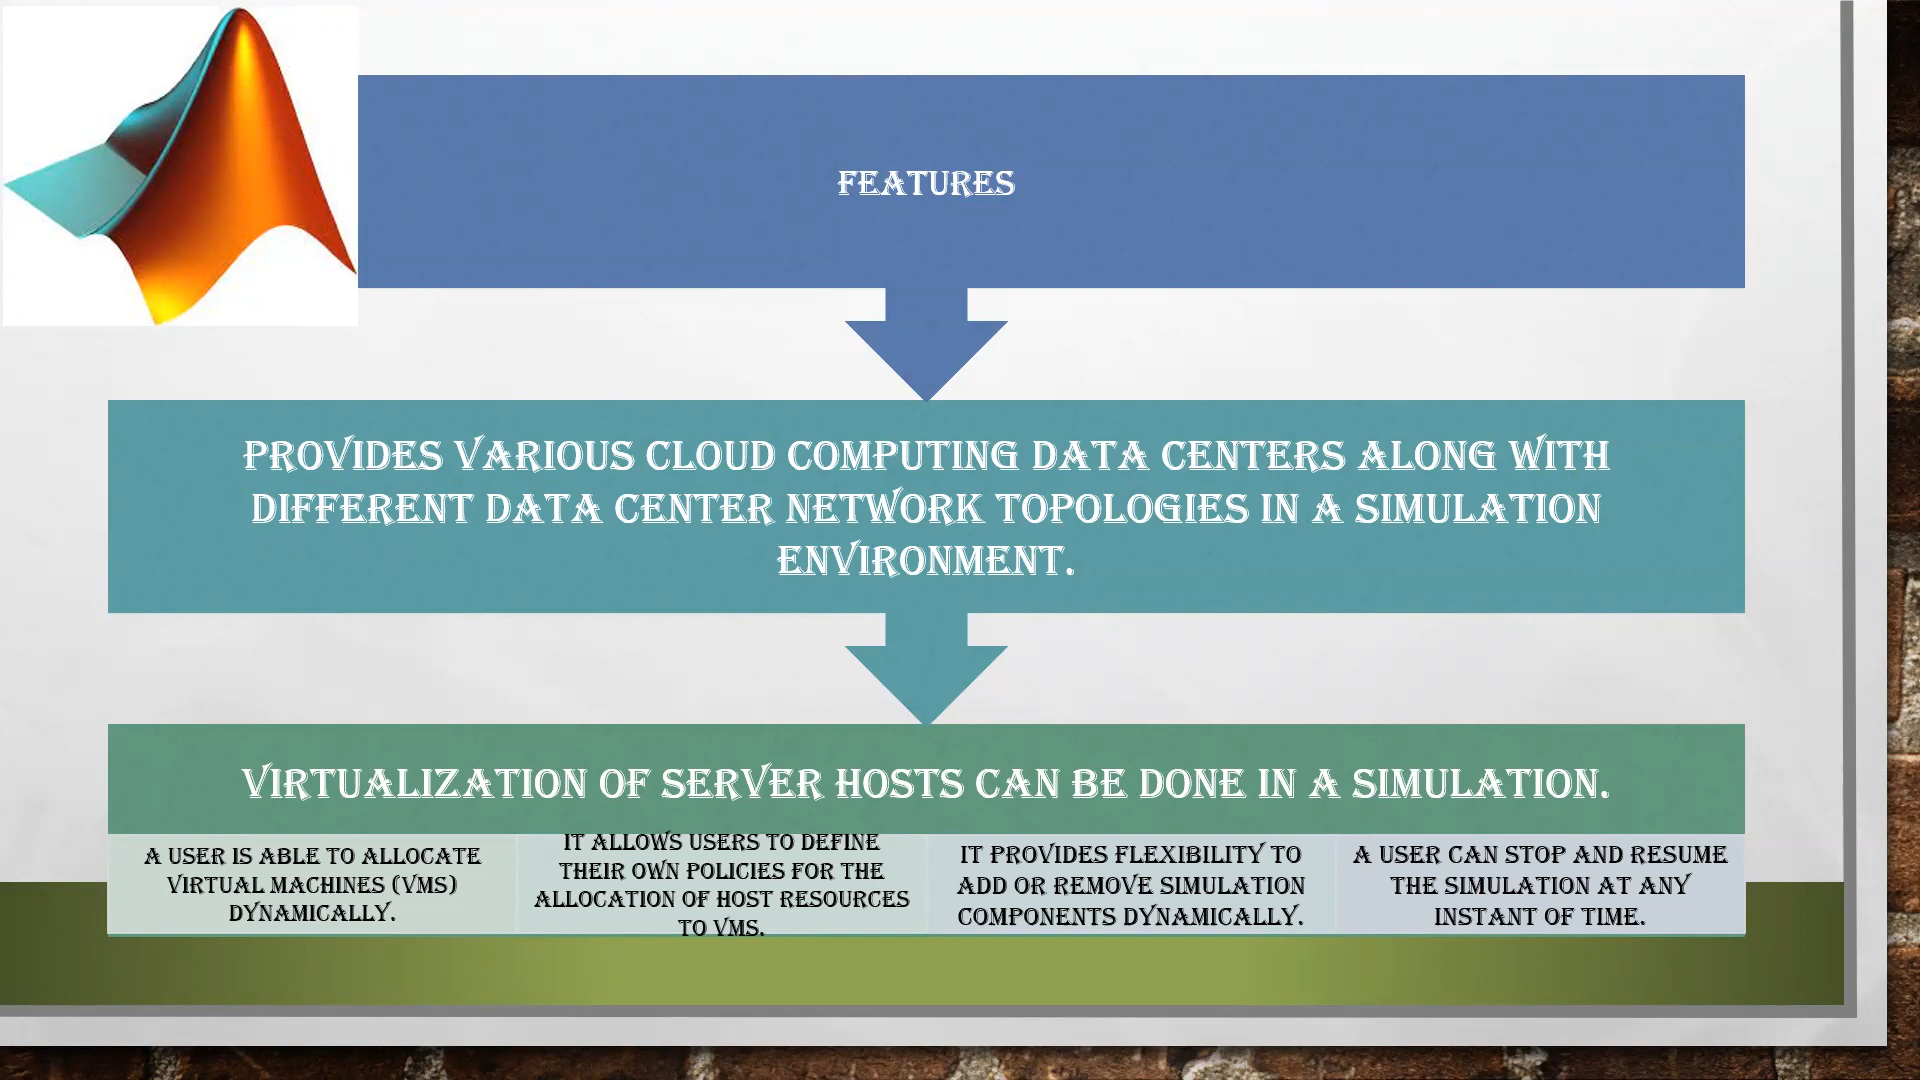 FEATURES
PROVIDES VARIOUS CLOUD COMPUTING DATA CENTERS ALONG WITH
DIFFERENT DATA CENTER NETWORK TOPOLOGIES IN A SIMULATION
ENVIRONMENT.
VIRTUALIZATION OF SERVER HOSTS CAN BE DONE IN A SIMULATION.
A USER IS ABLE TO ALLOCATE
VIRTUAL MACHINES (VMS)
DYNAMICALLY.
IT ALLOWS USERS TO DEFINE
THEIR OWN POLICIES FOR THE
ALLOCATION OF HOST RESOURCES
TO VMS.
IT PROVIDES FLEXIBILITY TO
ADD OR REMOVE SIMULATION
COMPONENTS DYNAMICALLY.
A USER CAN STOP AND RESUME
THE SIMULATION AT ANY
INSTANT OF TIME.